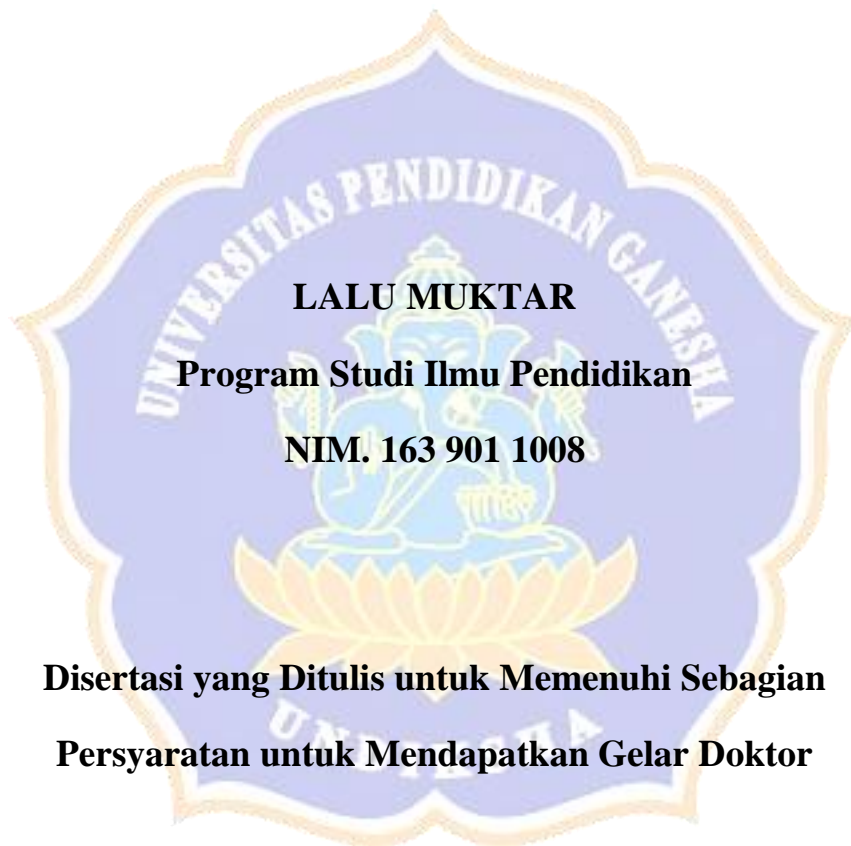 UNIVERSITAS PENDIDIKAN GANESHA
LALU MUKTAR
Program Studi Ilmu Pendidikan
NIM. 163 901 1008
Disertasi yang Ditulis untuk Memenuhi Sebagian
UNDIKSHA
Persyaratan untuk Mendapatkan Gelar Doktor